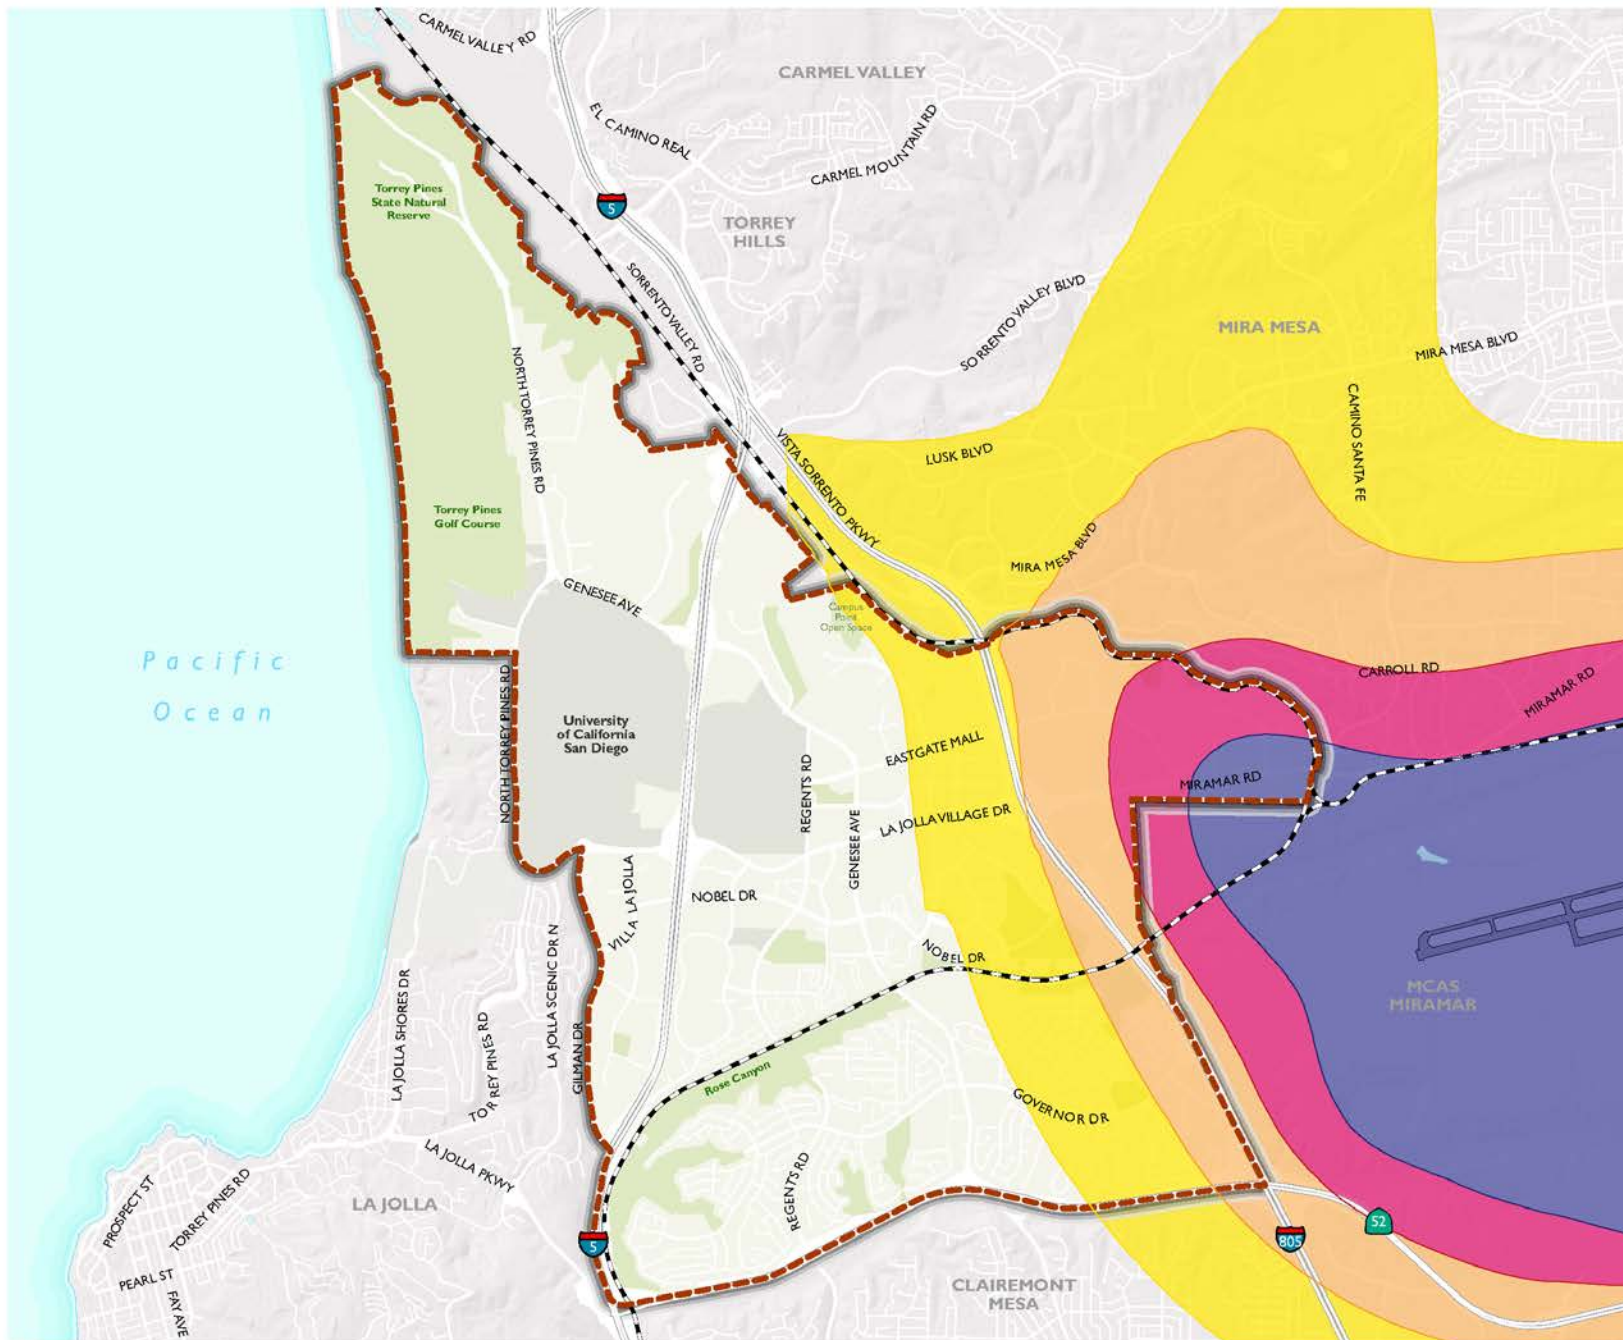 CARMEL VALLEY RD
CARMEL VALLEY
EL CAMINO REAL
CARMEL MOUNTAIN RD
Torrey Pines
State Natural
Reserve
5
TORREY
HILLS
SORRENTO VALLEY RD
SORRENTO VALLEY BLVD
MIRA MESA
MIRA MESA BLVD
NORTH TORREY PINES RD
CAMINO SANTA FE
VISTA SORRENTO PKWY
LUSK BLVD
Torrey Pines
Golf Course
MIRA MESA BLVD
GENESEE AVE
Campus
Point
Open Space
Pacific
Ocean
NORTH TORREY PINES RD
University
of California
San Diego
CARROLL RD
MIRAMAR RD
EASTGATE MALL
REGENTS RD
MIRAMAR RD
GENESEE AVE
LA JOLLA VILLAGE DR
VILLA LA JOLLA
NOBEL DR
NOBEL DR
LA JOLLA SHORES DR
TORREY PINES RD
LA JOLLA SCENIC DR N
GILMAN DR
MCAS
MIRAMAR
Rose Canyon
GOVERNOR DR
LA JOLLA PKWY
REGENTS RD
PROSPECT ST
TORREY PINES RD
LA JOLLA
5
805
52
PEARL ST
FAY AVE
CLAIREMONT
MESA